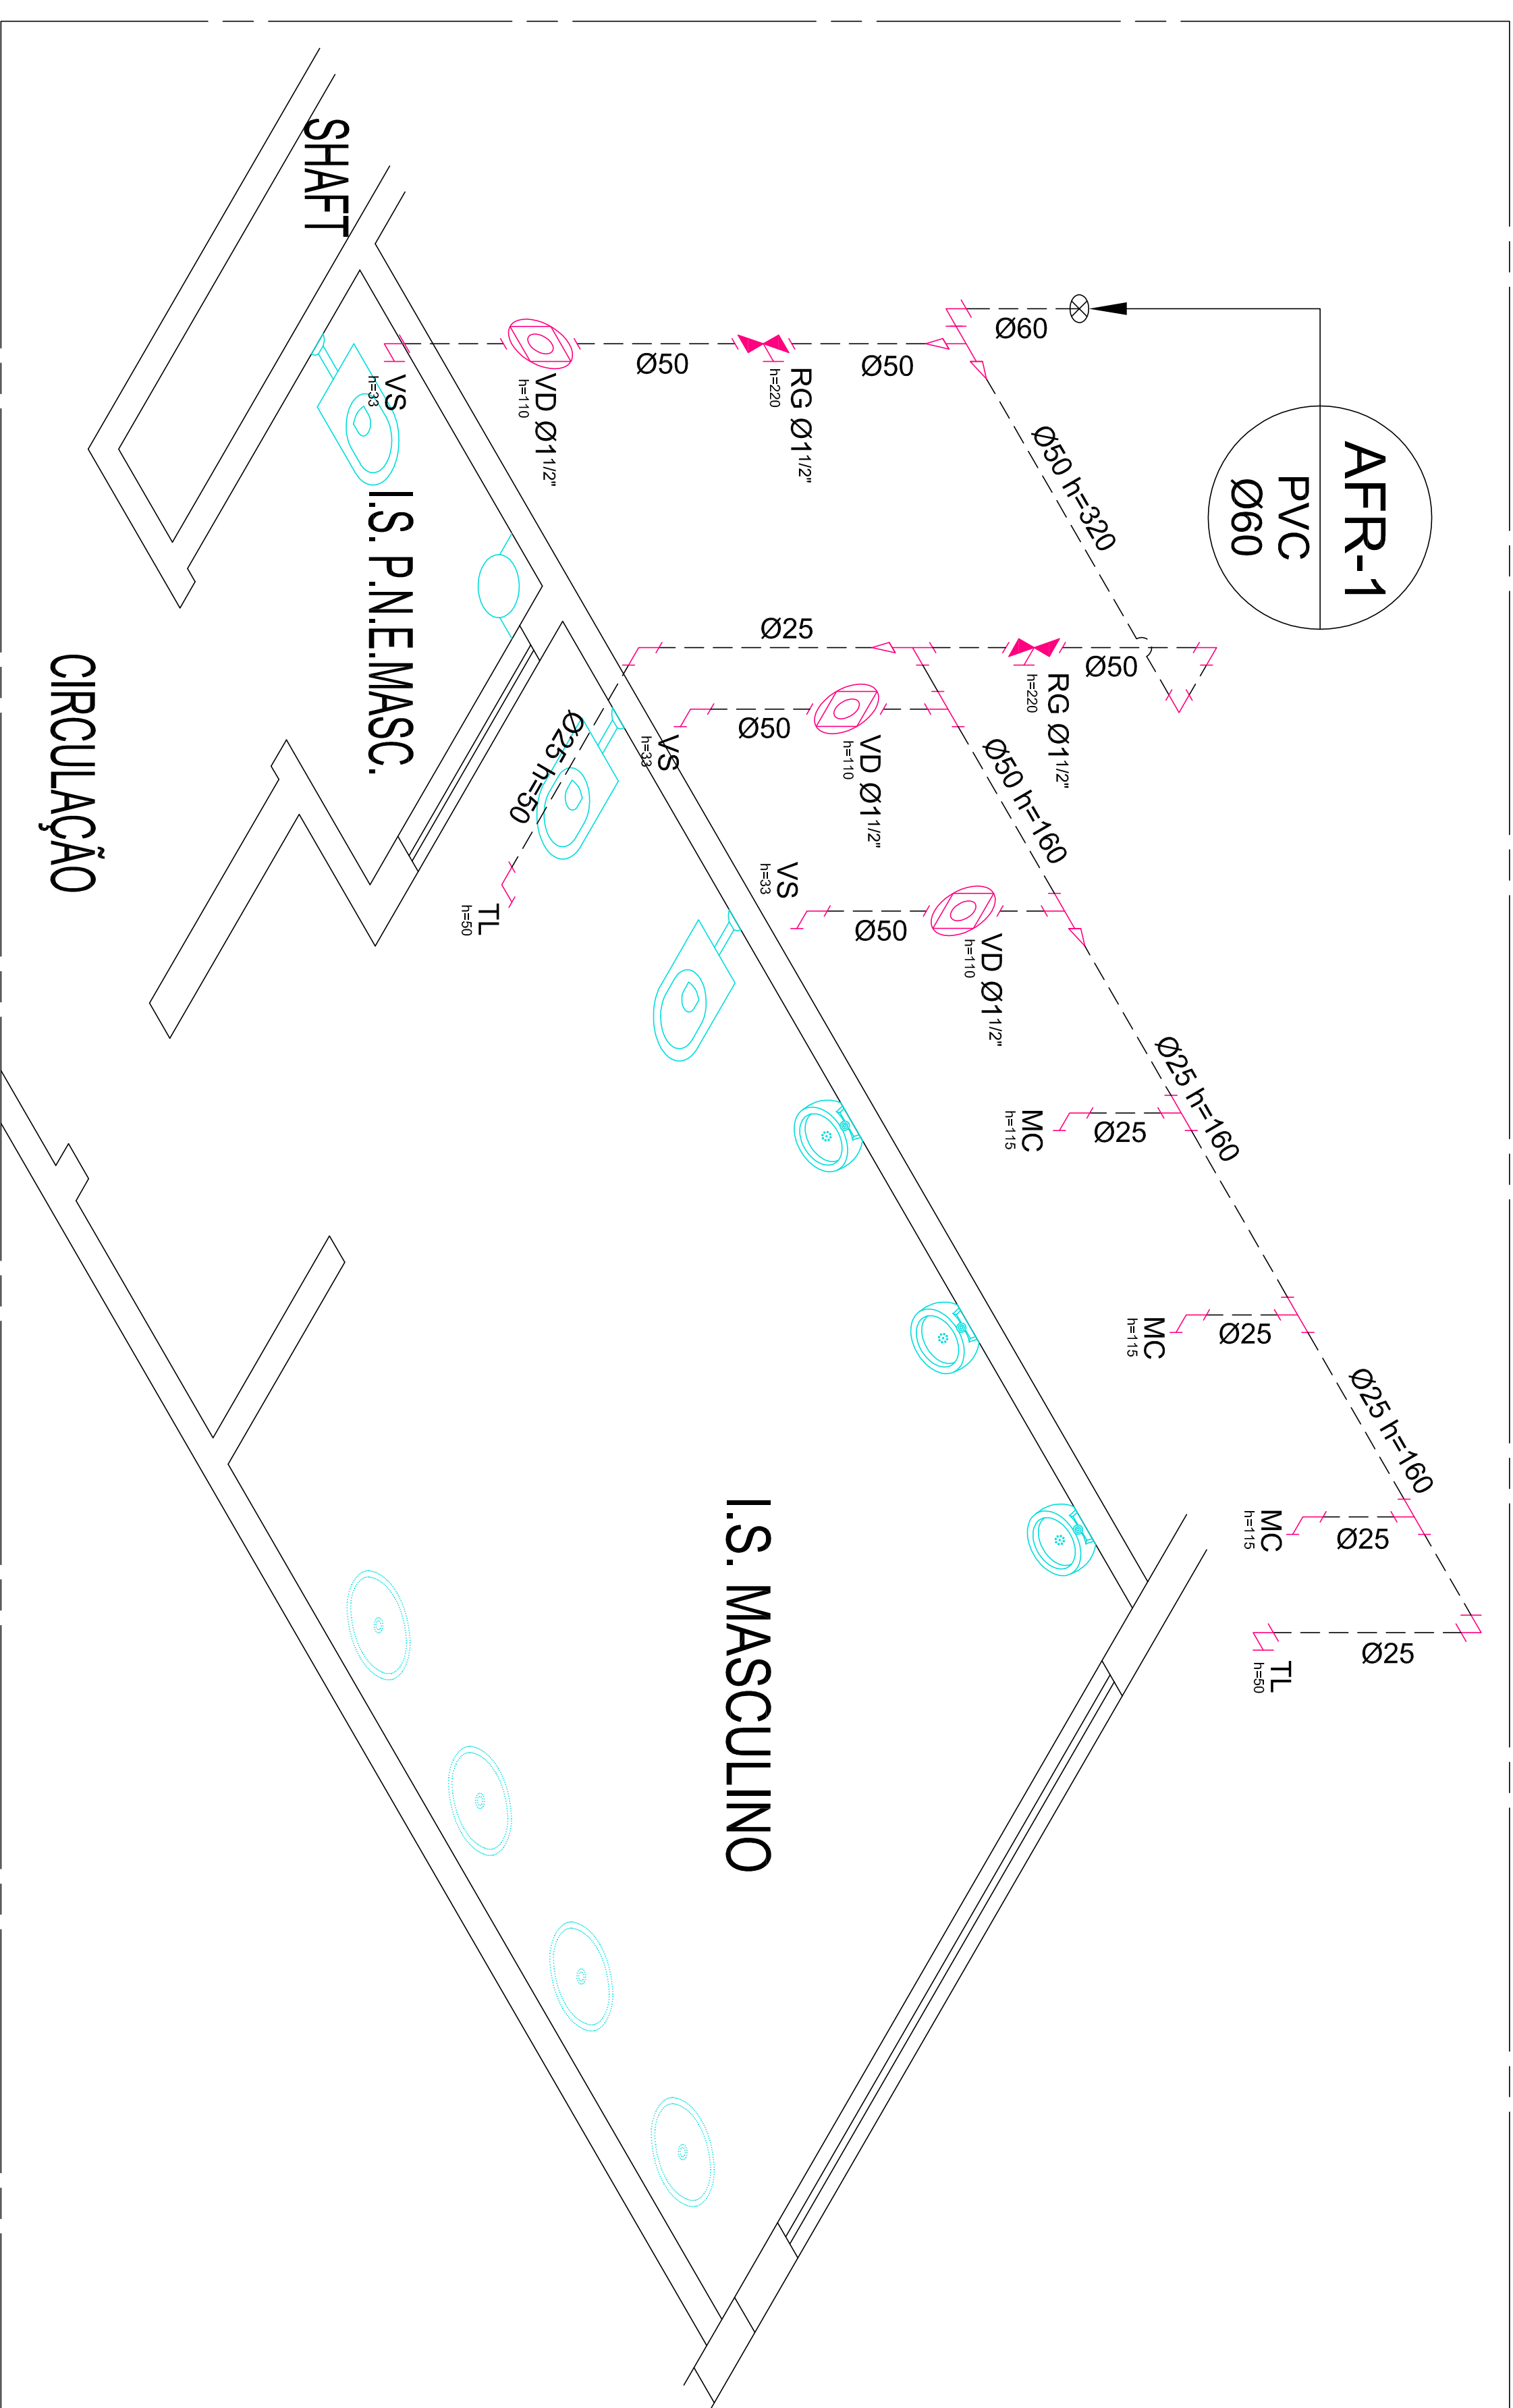 AFR-1
PVC
Ø60
Ø60
Ø50 h=320
Ø50
RG Ø1 1/2"
h=220
Ø50
VD Ø1 1/2"
h=110
VS
h=33
Ø50
RG Ø1 1/2"
h=220
Ø25
Ø25 h=50
TL
h=50
Ø50 h=160
VD Ø1 1/2"
h=110
Ø50
VS
h=33
VD Ø1 1/2"
h=110
Ø50
VS
h=33
Ø25 h=160
Ø25
MC
h=115
Ø25
MC
h=115
Ø25 h=160
Ø25
MC
h=115
Ø25
TL
h=50
SHAFT
I.S. P.N.E.MASC.
I.S. MASCULINO
CIRCULAÇÃO